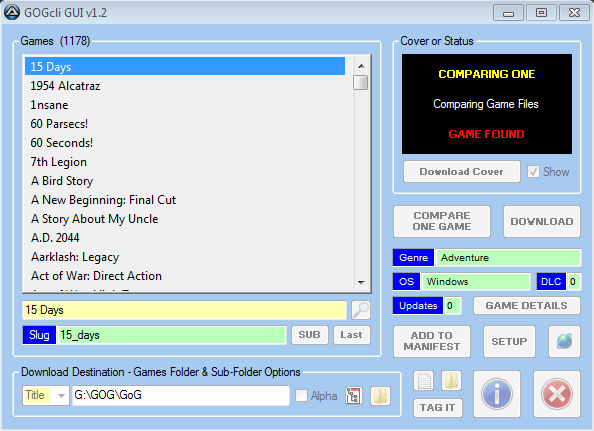 GOGcli GUI v1.2
Games (1178)
15 Days
1954 Alcatraz
1nsane
60 Parsecs!
60 Seconds!
7th Legion
A Bird Story
A New Beginning: Final Cut
A Story About My Uncle
A.D. 2044
Aarklash: Legacy
Act of War: Direct Action
15 Days
Slug 15_days SUB Last
Cover or Status
COMPARING ONE
Comparing Game Files
GAME FOUND
Download Cover Show
COMPARE
ONE GAME
DOWNLOAD
Genre Adventure
OS Windows DLC 0
Updates 0 GAME DETAILS
ADD TO
MANIFEST
SETUP
Download Destination - Games Folder & Sub-Folder Options
Title G:\GOG\GoG Alpha
TAG IT